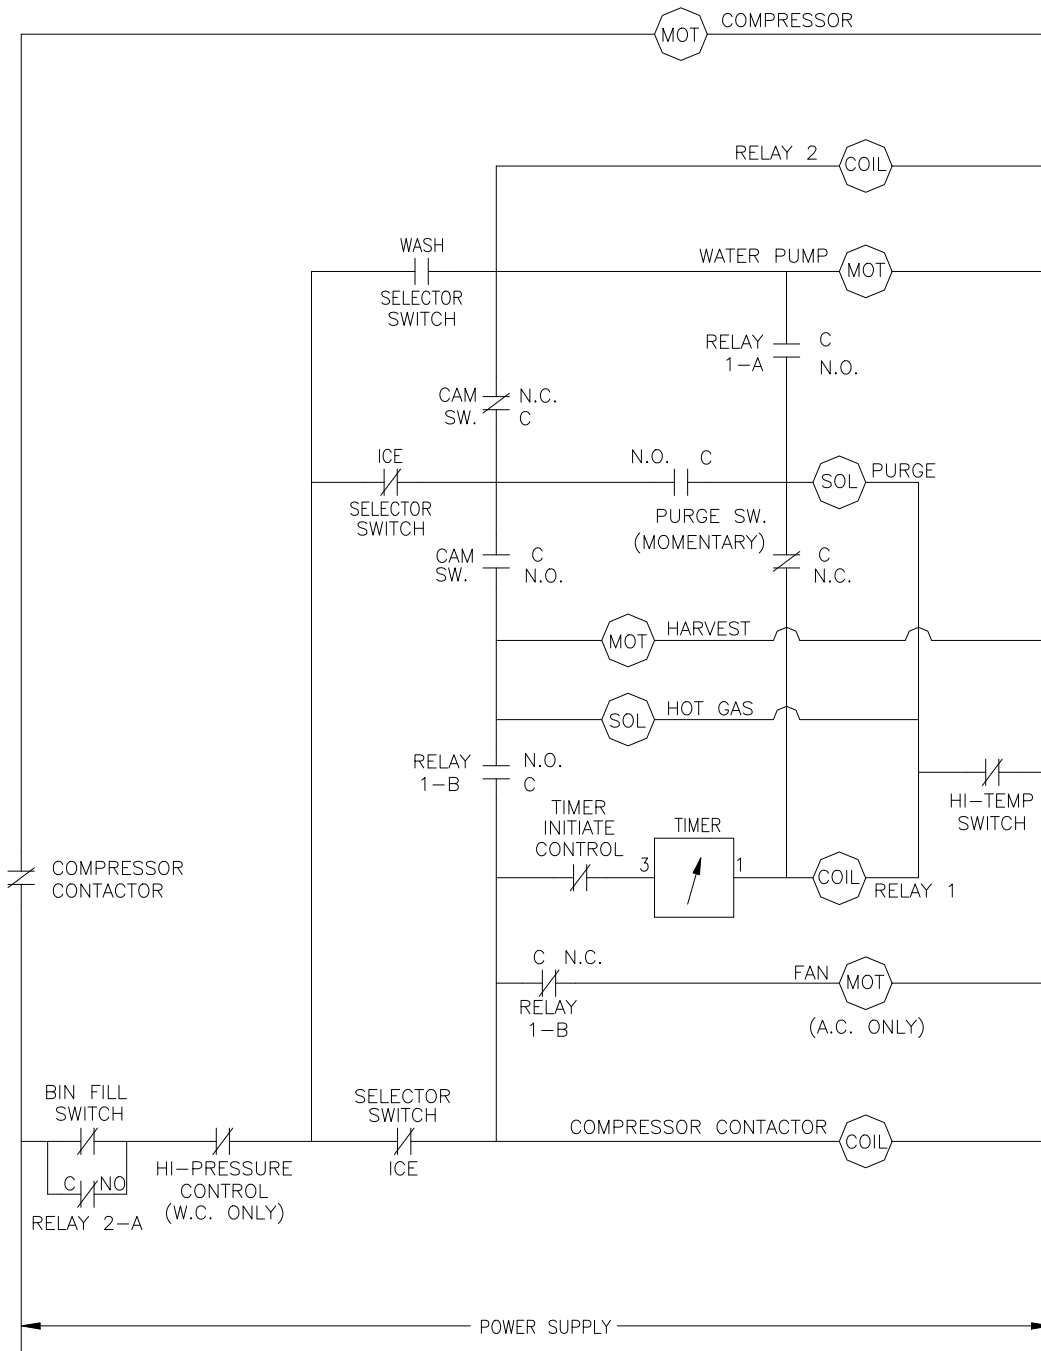 MOT COMPRESSOR
RELAY 2 COIL
WASH
SELECTOR
SWITCH
WATER PUMP MOT
RELAY
1-A
C
N.O.
CAM
SW.
N.C.
C
ICE
SELECTOR
SWITCH
N.O. C
PURGE SW.
(MOMENTARY)
SOL PURGE
CAM
SW.
C
N.O.
C
N.C.
MOT HARVEST
SOL HOT GAS
RELAY
1-B
N.O.
C
HI-TEMP
SWITCH
TIMER
INITIATE
CONTROL
TIMER
3 1
COIL RELAY 1
COMPRESSOR
CONTACTOR
C N.C.
RELAY
1-B
FAN MOT
(A.C. ONLY)
BIN FILL
SWITCH
C NO
RELAY 2-A
HI-PRESSURE
CONTROL
(W.C. ONLY)
SELECTOR
SWITCH
ICE
COMPRESSOR CONTACTOR COIL
POWER SUPPLY